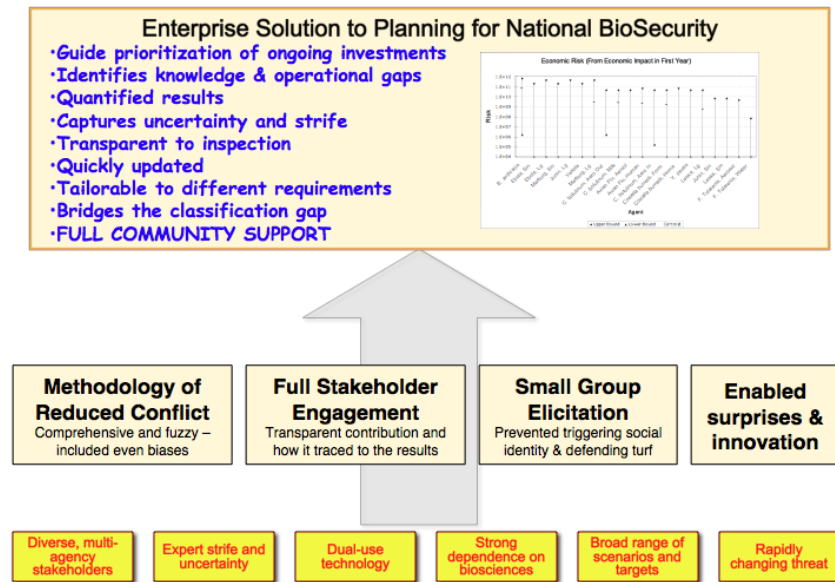 Enterprise Solution to Planning for National BioSecurity
•Guide prioritization of ongoing investments
•Identifies knowledge & operational gaps
•Quantified results
•Captures uncertainty and strife
•Transparent to inspection
•Quickly updated
•Tailorable to different requirements
•Bridges the classification gap
•FULL COMMUNITY SUPPORT
Economic Risk (From Economic Impact in First Year)
Risk
Agent
Upper Bound
Lower Bound
Central
Methodology of
Reduced Conflict
Comprehensive and fuzzy –
included even biases
Full Stakeholder
Engagement
Transparent contribution and
how it traced to the results
Small Group
Elicitation
Prevented triggering social
identity & defending turf
Enabled
surprises &
innovation
Diverse, multi-
agency
stakeholders
Expert strife and
uncertainty
Dual-use
technology
Strong
dependence on
biosciences
Broad range of
scenarios and
targets
Rapidly
changing threat